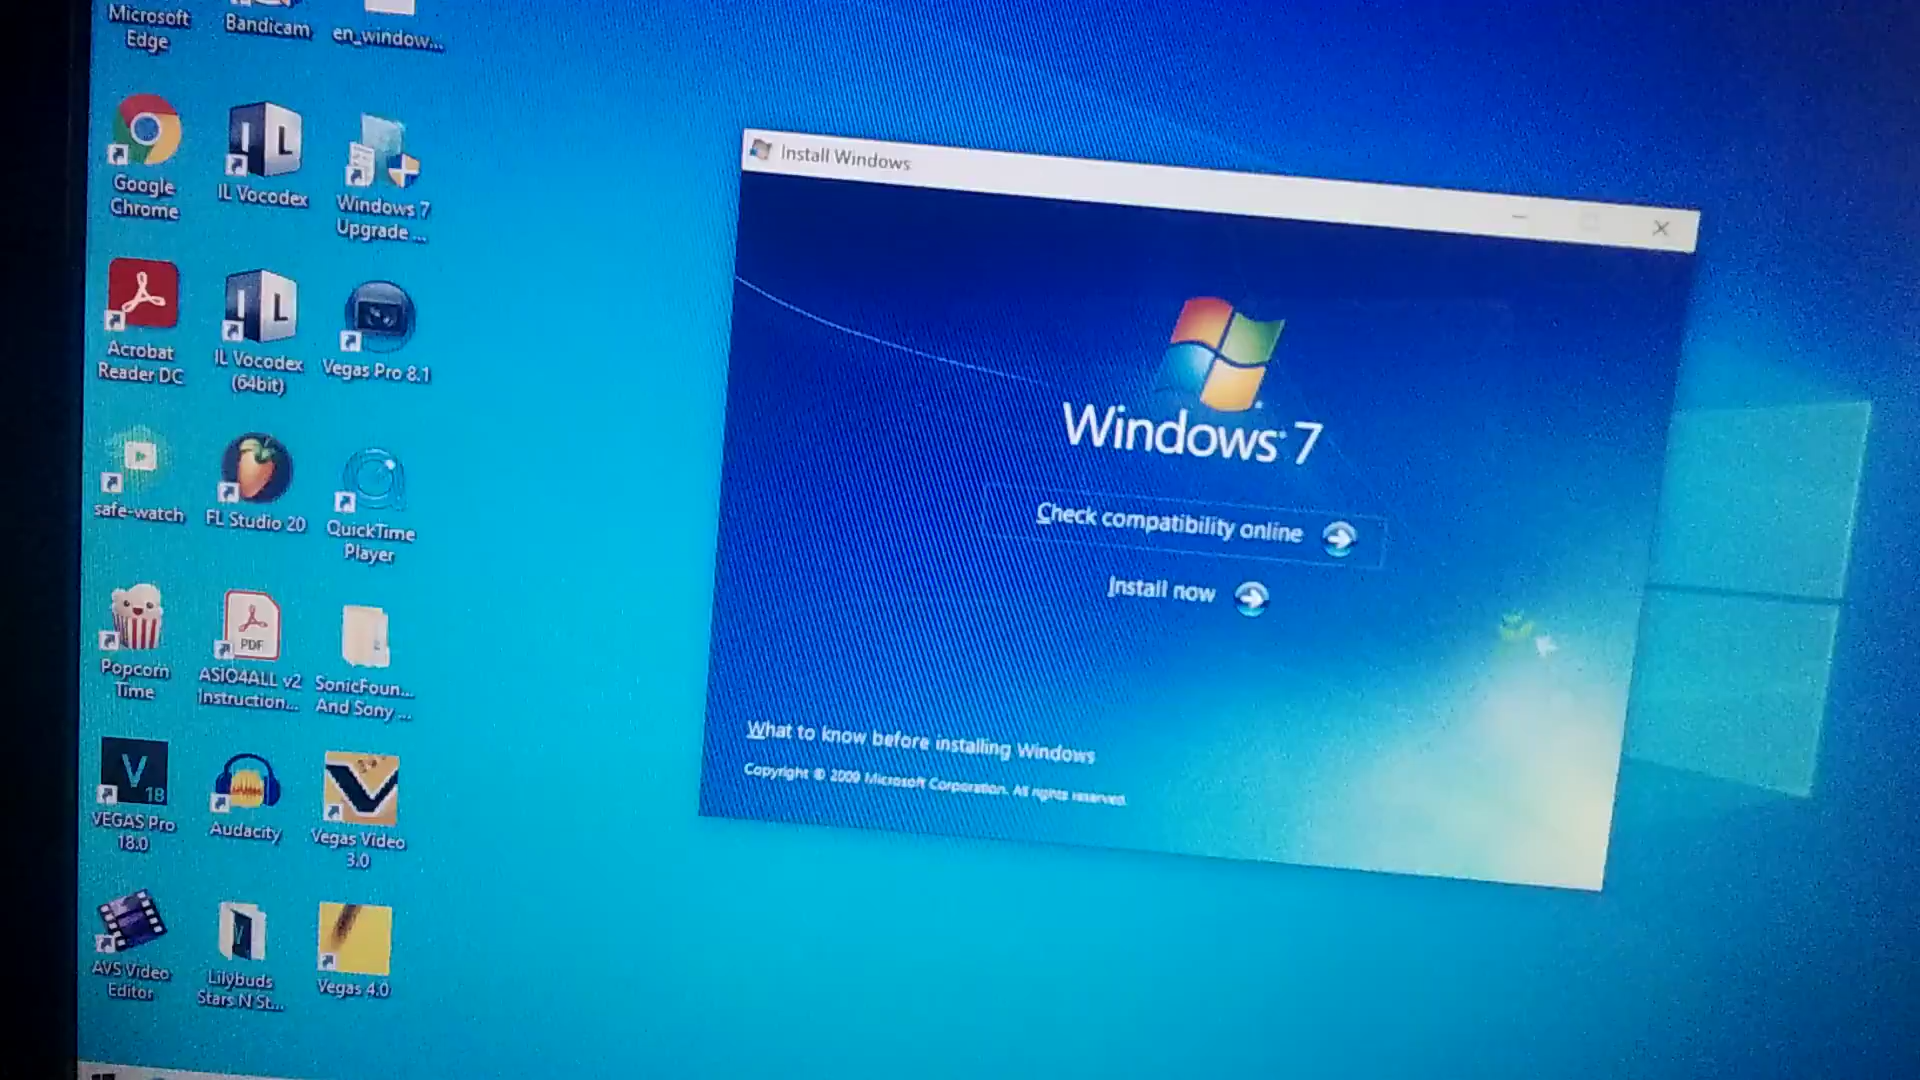 Microsoft
Edge
Bandicam
en_window...
Google
Chrome
IL Vocodex
Windows 7
Upgrade ...
Acrobat
Reader DC
IL Vocodex
(64bit)
Vegas Pro 8.1
safe-watch
FL Studio 20
QuickTime
Player
Popcorn
Time
PDF
ASIO4ALL v2
Instruction...
SonicFoun...
And Sony ...
V
18
VEGAS Pro
18.0
Audacity
Vegas Video
3.0
AVS Video
Editor
Lilybuds
Stars N St...
Vegas 4.0
Install Windows
Windows 7
Check compatibility online
Install now
What to know before installing Windows
Copyright © 2009 Microsoft Corporation. All rights reserved.